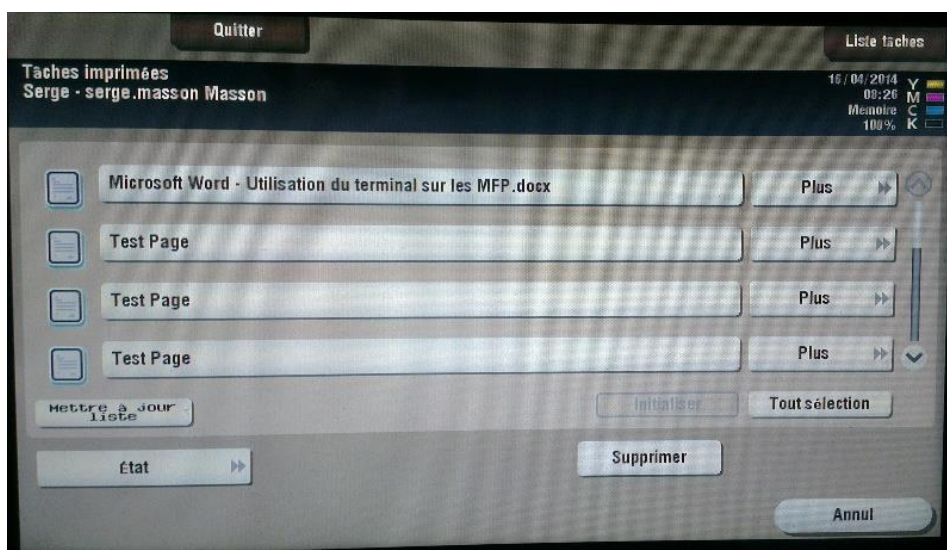 Quitter
Liste tâches
Tâches imprimées
Serge - serge.masson Masson
16/04/2014
08:26
Memoire
100%
Y
M
C
K
Microsoft Word - Utilisation du terminal sur les MFP.docx
Plus
Test Page
Plus
Test Page
Plus
Test Page
Plus
Mettre à jour
liste
Initialiser
Tout sélection
État
Supprimer
Annul